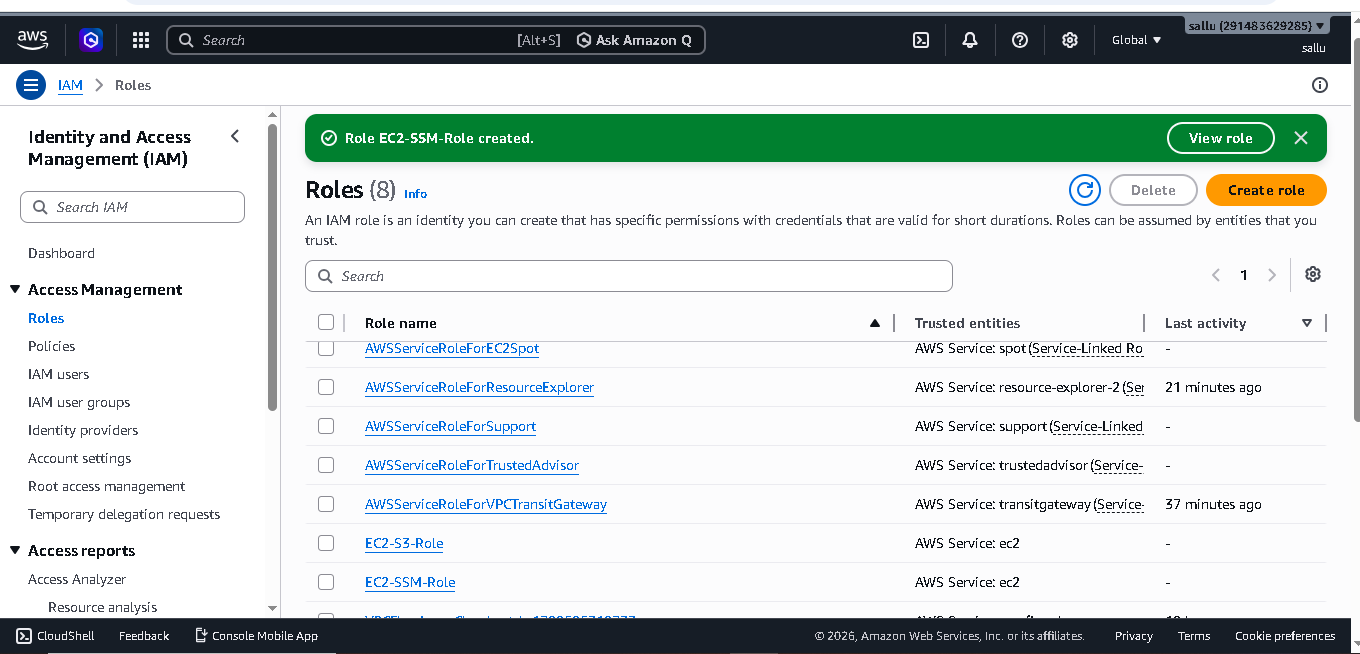 aws
Search
[Alt+S]
Ask Amazon Q
Global
sallu (291483629285)
sallu
IAM
Roles
Identity and Access
Management (IAM)
Search IAM
Dashboard
Access Management
Roles
Policies
IAM users
IAM user groups
Identity providers
Account settings
Root access management
Temporary delegation requests
Access reports
Access Analyzer
Resource analysis
Role EC2-SSM-Role created.
View role
Roles (8) Info
Delete
Create role
An IAM role is an identity you can create that has specific permissions with credentials that are valid for short durations. Roles can be assumed by entities that you
trust.
Search
1
Role name
Trusted entities
Last activity
AWSServiceRoleForEC2Spot
AWS Service: spot (Service-Linked Ro
-
AWSServiceRoleForResourceExplorer
AWS Service: resource-explorer-2 (Ser
21 minutes ago
AWSServiceRoleForSupport
AWS Service: support (Service-Linked
-
AWSServiceRoleForTrustedAdvisor
AWS Service: trustedadvisor (Service-
-
AWSServiceRoleForVPCTransitGateway
AWS Service: transitgateway (Service-
37 minutes ago
EC2-S3-Role
AWS Service: ec2
-
EC2-SSM-Role
AWS Service: ec2
-
CloudShell
Feedback
Console Mobile App
© 2026, Amazon Web Services, Inc. or its affiliates.
Privacy
Terms
Cookie preferences